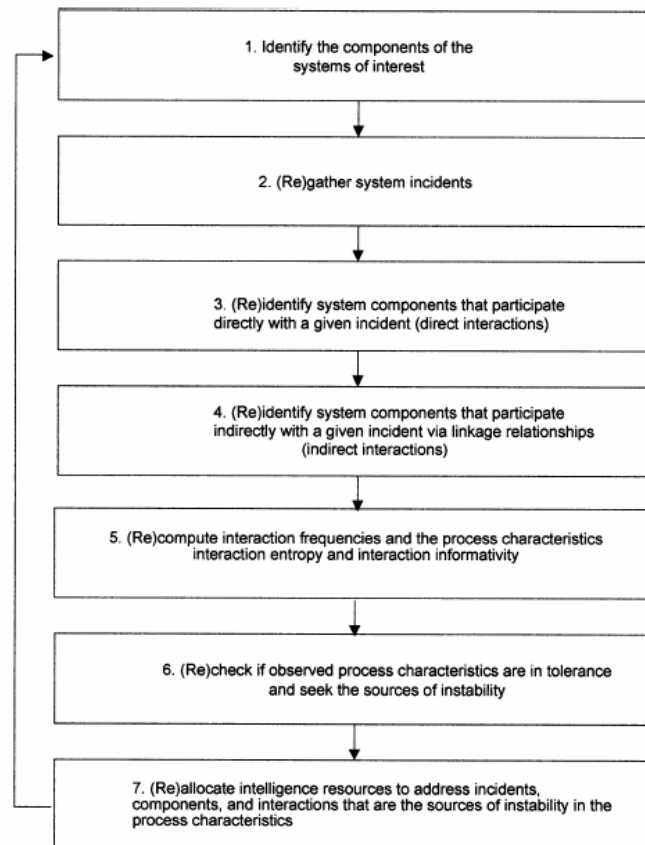 1. Identify the components of the
systems of interest
2. (Re)gather system incidents
3. (Re)identify system components that participate
directly with a given incident (direct interactions)
4. (Re)identify system components that participate
indirectly with a given incident via linkage relationships
(indirect interactions)
5. (Re)compute interaction frequencies and the process characteristics
interaction entropy and interaction informativity
6. (Re)check if observed process characteristics are in tolerance
and seek the sources of instability
7. (Re)allocate intelligence resources to address incidents,
components, and interactions that are the sources of instability in the
process characteristics